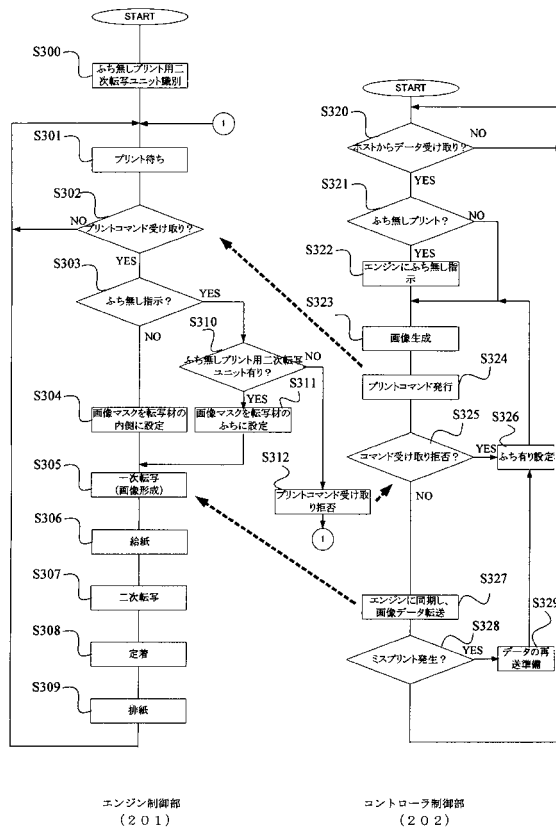 START
S300
ふち無しプリント用二
次転写ユニット識別
1
S301
プリント待ち
S302
NO
プリントコマンド受け取り?
YES
S303
ふち無し指示?
YES
NO
S310
ふち無しプリント用二次転写
ユニット有り?
NO
YES
S304
画像マスクを転写材の
内側に設定
S311
画像マスクを転写材の
ふちに設定
S305
一次転写
(画像形成)
S312
プリントコマンド受け取
り拒否
1
S306
給紙
S307
二次転写
S308
定着
S309
排紙
エンジン制御部
(201)
START
S320
ホストからデータ受け取り?
NO
YES
S321
ふち無しプリント?
NO
YES
S322
エンジンにふち無し指
示
S323
画像生成
S324
プリントコマンド発行
S325
コマンド受け取り拒否?
YES
NO
S326
ふち有り設定
S327
エンジンに同期し、
画像データ転送
S328
ミスプリント発生?
YES
S329
データの再
送準備
コントローラ制御部
(202)